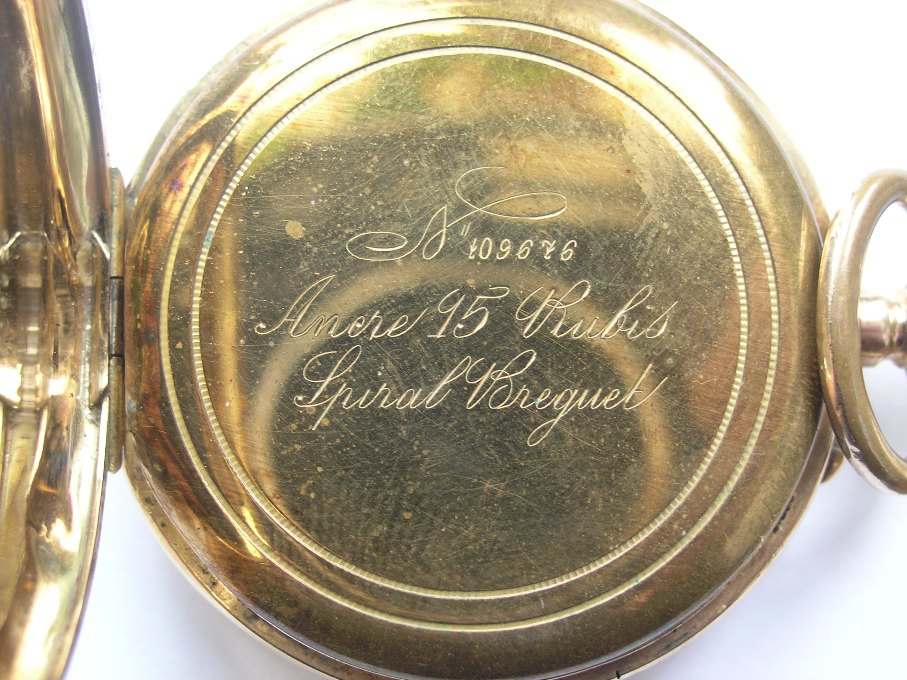 No 109676
Ancre 15 Rubis
Spiral Breguet